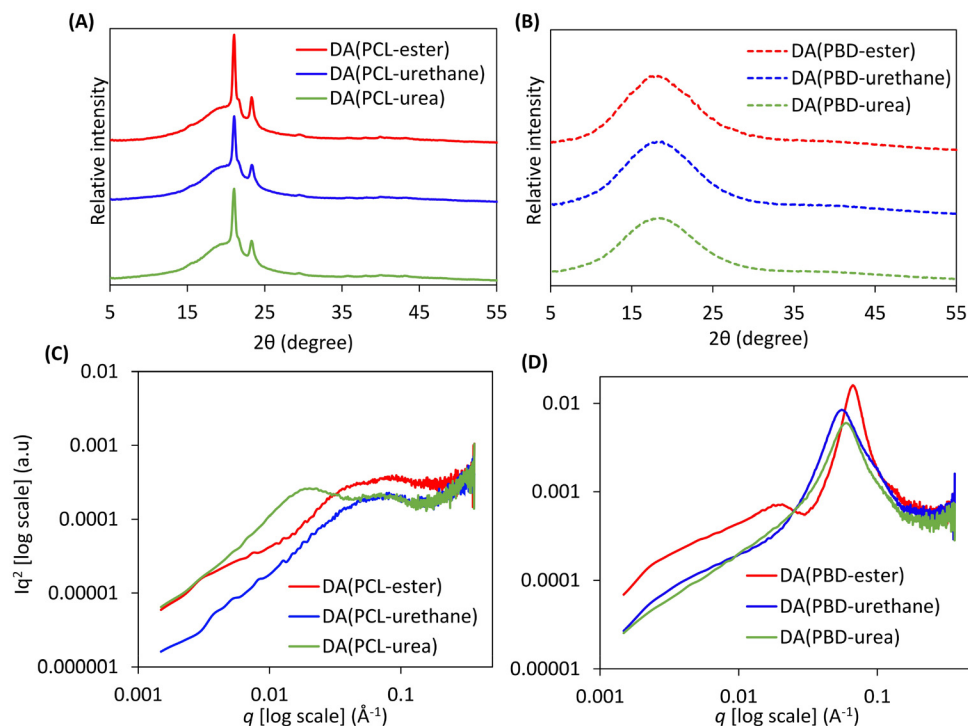 (A)
Relative intensity
DA(PCL-ester)
DA(PCL-urethane)
DA(PCL-urea)
5 15 25 35 45 55
2θ (degree)
(B)
Relative intensity
DA(PBD-ester)
DA(PBD-urethane)
DA(PBD-urea)
5 15 25 35 45 55
2θ (degree)
(C)
Iq² [log scale] (a.u)
0.01
0.001
0.0001
0.00001
0.000001
DA(PCL-ester)
DA(PCL-urethane)
DA(PCL-urea)
0.001 0.01 0.1
q [log scale] (Å⁻¹)
(D)
0.01
0.001
0.0001
0.00001
DA(PBD-ester)
DA(PBD-urethane)
DA(PBD-urea)
0.001 0.01 0.1
q [log scale] (A⁻¹)